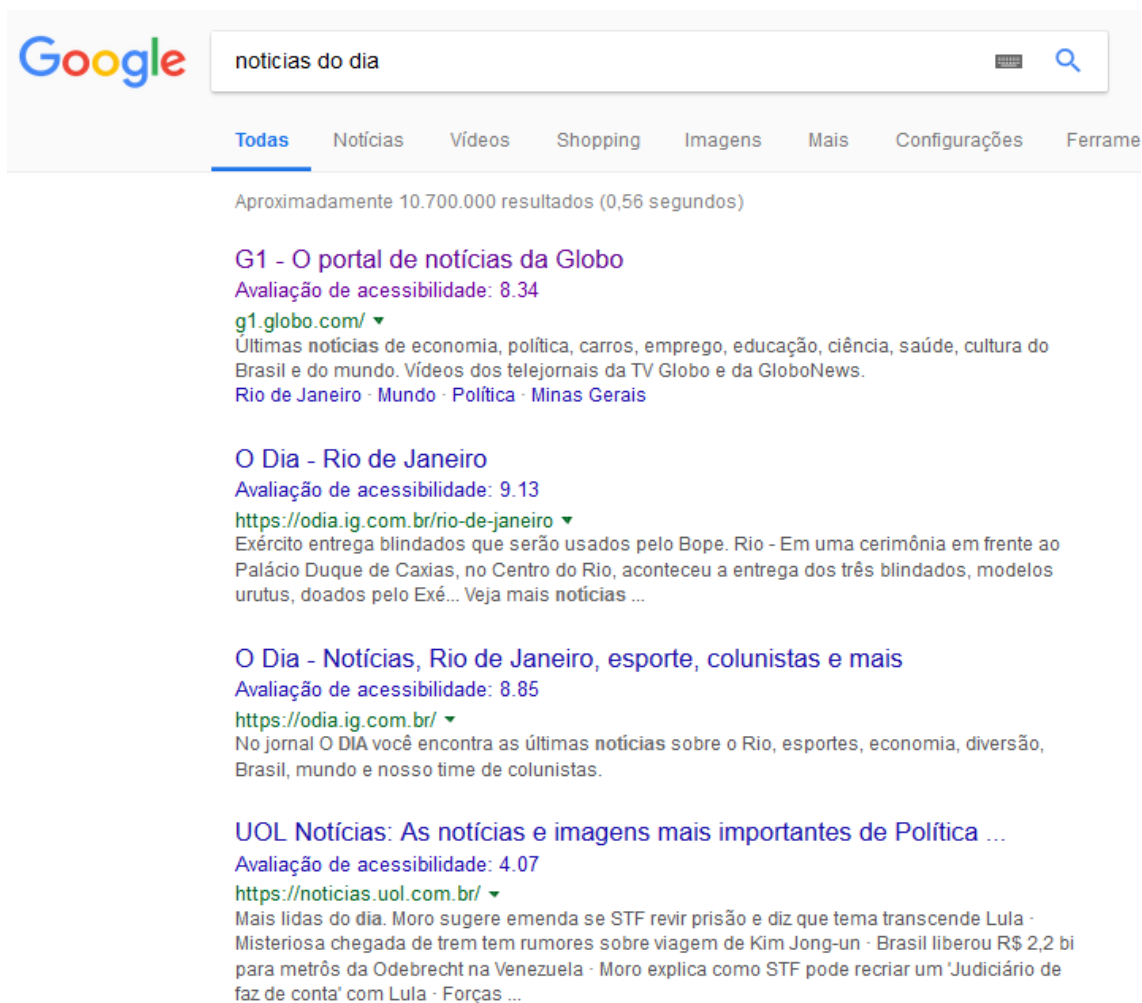 Google
noticias do dia
Todas Notícias Vídeos Shopping Imagens Mais Configurações Ferrame
Aproximadamente 10.700.000 resultados (0,56 segundos)
G1 - O portal de notícias da Globo
Avaliação de acessibilidade: 8.34
g1.globo.com/
Últimas notícias de economia, política, carros, emprego, educação, ciência, saúde, cultura do
Brasil e do mundo. Vídeos dos telejornais da TV Globo e da GloboNews.
Rio de Janeiro · Mundo · Política · Minas Gerais
O Dia - Rio de Janeiro
Avaliação de acessibilidade: 9.13
https://odia.ig.com.br/rio-de-janeiro
Exército entrega blindados que serão usados pelo Bope. Rio - Em uma cerimônia em frente ao
Palácio Duque de Caxias, no Centro do Rio, aconteceu a entrega dos três blindados, modelos
urutus, doados pelo Exé... Veja mais notícias ...
O Dia - Notícias, Rio de Janeiro, esporte, colunistas e mais
Avaliação de acessibilidade: 8.85
https://odia.ig.com.br/
No jornal O DIA você encontra as últimas notícias sobre o Rio, esportes, economia, diversão,
Brasil, mundo e nosso time de colunistas.
UOL Notícias: As notícias e imagens mais importantes de Política ...
Avaliação de acessibilidade: 4.07
https://noticias.uol.com.br/
Mais lidas do dia. Moro sugere emenda se STF revir prisão e diz que tema transcende Lula ·
Misteriosa chegada de trem tem rumores sobre viagem de Kim Jong-un · Brasil liberou R$ 2,2 bi
para metrôs da Odebrecht na Venezuela · Moro explica como STF pode recriar um 'Judiciário de
faz de conta' com Lula · Forças ...